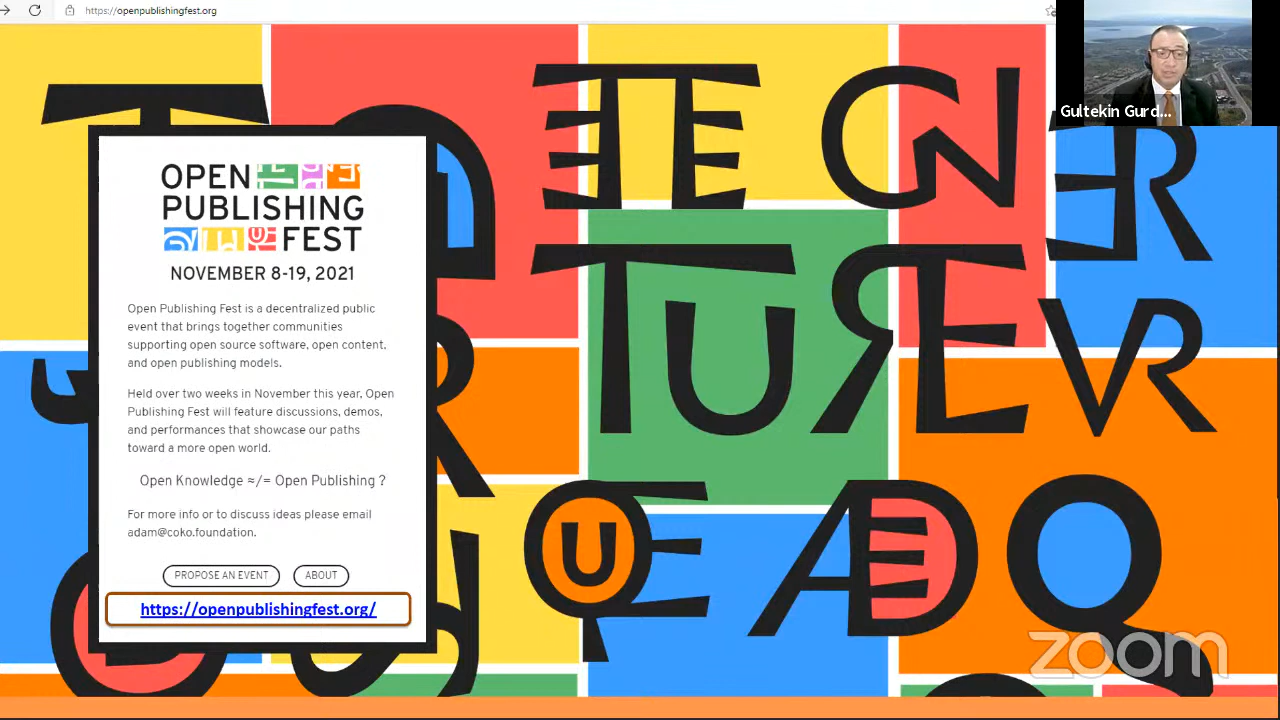 https://openpublishingfest.org
Gultekin Gurd...
OPEN
PUBLISHING
FEST
NOVEMBER 8-19, 2021
Open Publishing Fest is a decentralized public
event that brings together communities
supporting open source software, open content,
and open publishing models.
Held over two weeks in November this year, Open
Publishing Fest will feature discussions, demos,
and performances that showcase our paths
toward a more open world.
Open Knowledge ≈/= Open Publishing ?
For more info or to discuss ideas please email
adam@coko.foundation.
PROPOSE AN EVENT ABOUT
https://openpublishingfest.org/
zoom